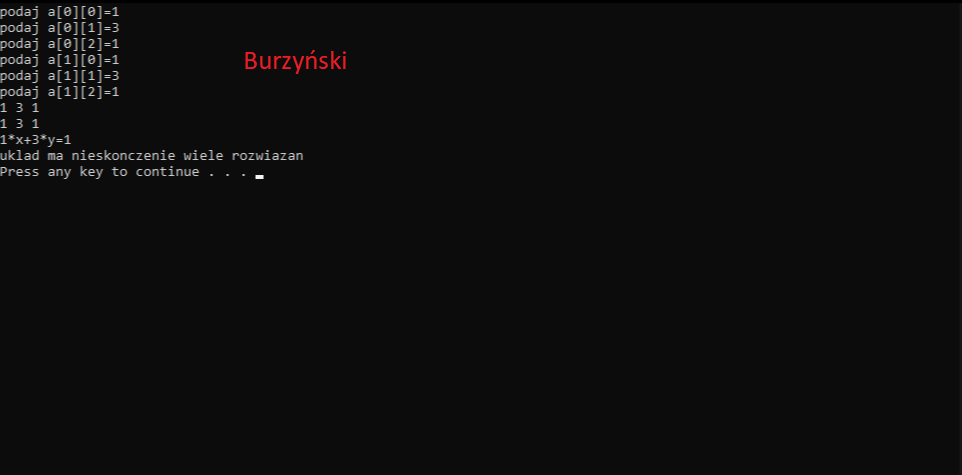 podaj a[0][0]=1
podaj a[0][1]=3
podaj a[0][2]=1
podaj a[1][0]=1
Burzyński
podaj a[1][1]=3
podaj a[1][2]=1
1 3 1
1 3 1
1*x+3*y=1
uklad ma nieskonczenie wiele rozwiazan
Press any key to continue . . .